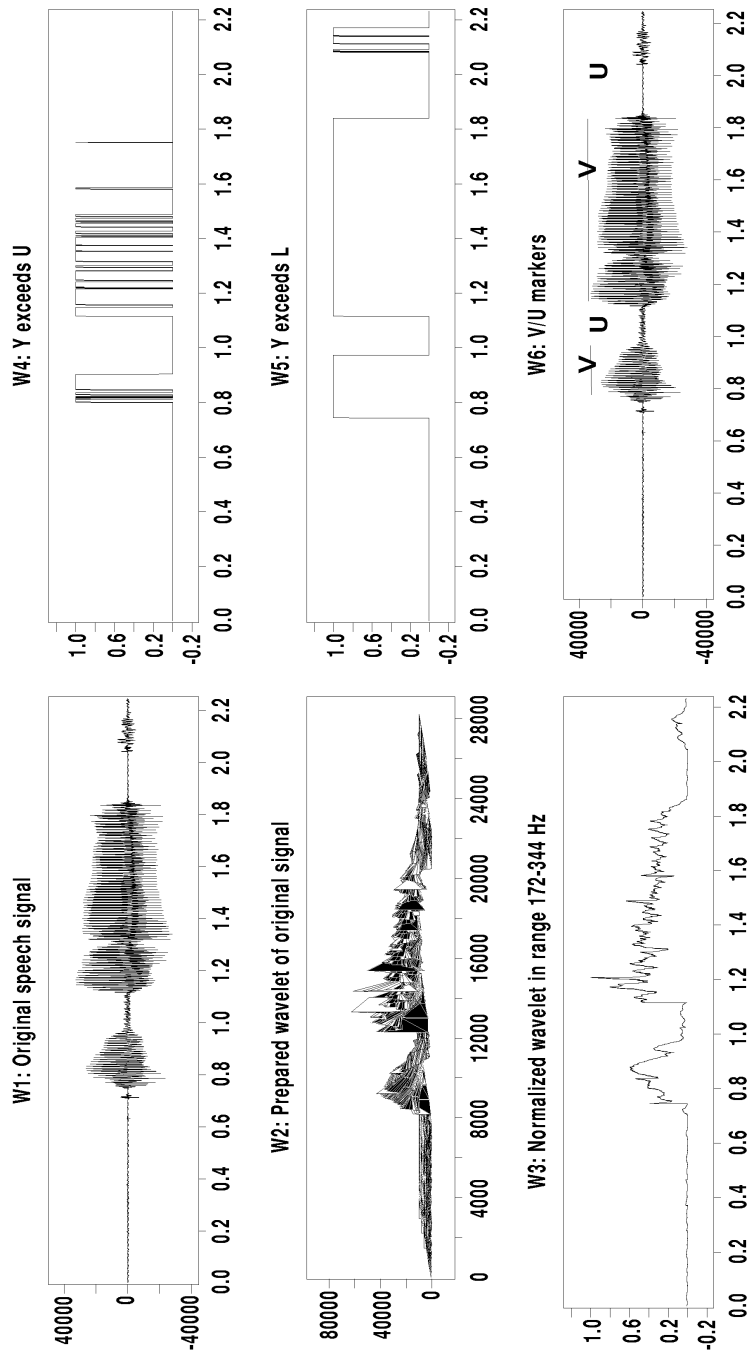 W1: Original speech signal
40000
0
-40000
0.0 0.2 0.4 0.6 0.8 1.0 1.2 1.4 1.6 1.8 2.0 2.2
W4: Y exceeds U
1.0
0.6
0.2
-0.2
0.0 0.2 0.4 0.6 0.8 1.0 1.2 1.4 1.6 1.8 2.0 2.2
W2: Prepared wavelet of original signal
80000
40000
0
0 4000 8000 12000 16000 20000 24000 28000
W5: Y exceeds L
1.0
0.6
0.2
-0.2
0.0 0.2 0.4 0.6 0.8 1.0 1.2 1.4 1.6 1.8 2.0 2.2
W3: Normalized wavelet in range 172-344 Hz
1.0
0.6
0.2
-0.2
0.0 0.2 0.4 0.6 0.8 1.0 1.2 1.4 1.6 1.8 2.0 2.2
W6: V/U markers
V U V U
40000
0
-40000
0.0 0.2 0.4 0.6 0.8 1.0 1.2 1.4 1.6 1.8 2.0 2.2